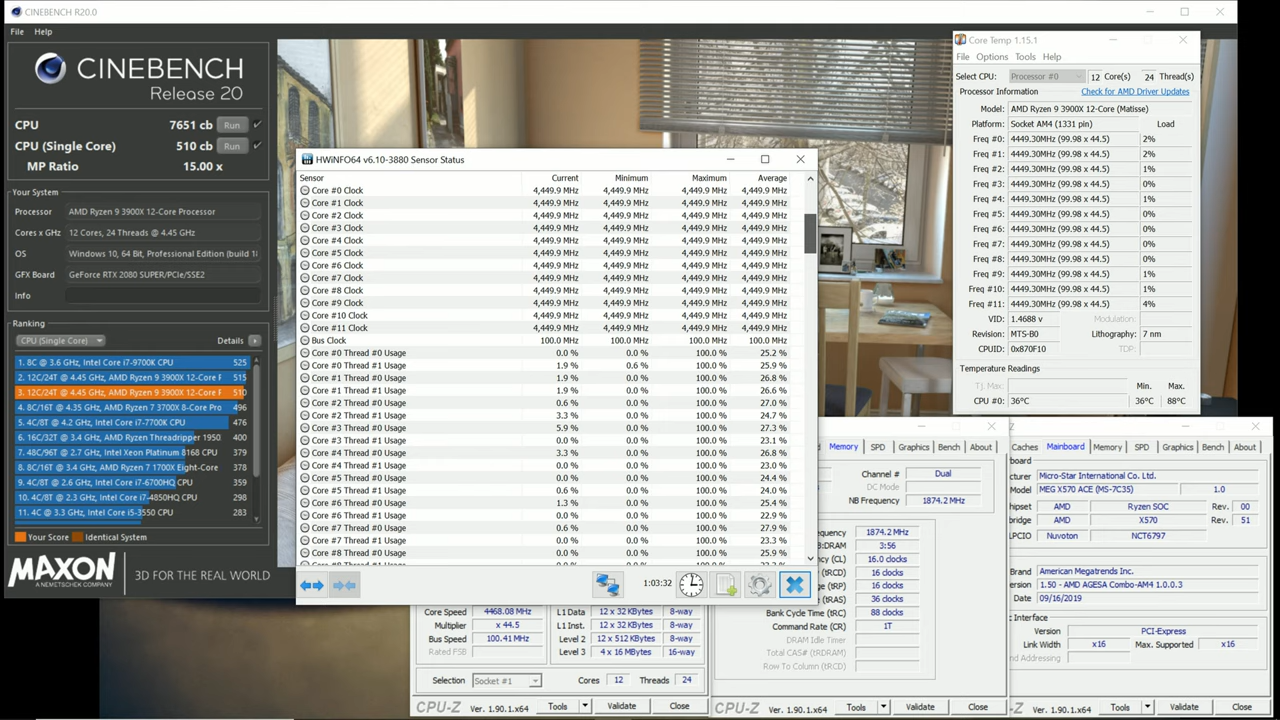 CINEBENCH R20.0
File Help
CINEBENCH
Release 20
CPU 7651 cb Run
CPU (Single Core) 510 cb Run
MP Ratio 15.00 x
Your System
Processor AMD Ryzen 9 3900X 12-Core Processor
Cores x GHz 12 Cores, 24 Threads @ 4.45 GHz
OS Windows 10, 64 Bit, Professional Edition (build 18
GFX Board GeForce RTX 2080 SUPER/PCIe/SSE2
Info
Ranking
CPU (Single Core) Details
1. 8C @ 3.6 GHz, Intel Core i7-9700K CPU 525
2. 12C/24T @ 4.45 GHz, AMD Ryzen 9 3900X 12-Core F 515
3. 12C/24T @ 4.45 GHz, AMD Ryzen 9 3900X 12-Core F 510
4. 8C/16T @ 4.35 GHz, AMD Ryzen 7 3700X 8-Core Pro 496
5. 4C/8T @ 4.2 GHz, Intel Core i7-7700K CPU 476
6. 16C/32T @ 3.4 GHz, AMD Ryzen Threadripper 1950 400
7. 48C/96T @ 2.7 GHz, Intel Xeon Platinum 8168 CPU 379
8. 8C/16T @ 3.4 GHz, AMD Ryzen 7 1700X Eight-Core 378
9. 4C/8T @ 2.6 GHz, Intel Core i7-6700HQ CPU 359
10. 4C/8T @ 2.3 GHz, Intel Core i7-4850HQ CPU 298
11. 4C @ 3.3 GHz, Intel Core i5-3550 CPU 283
Your Score Identical System
MAXON
A NEMETSCHEK COMPANY
3D FOR THE REAL WORLD
HWiNFO64 v6.10-3880 Sensor Status
Sensor Current Minimum Maximum Average
Core #0 Clock 4,449.9 MHz 4,449.9 MHz 4,449.9 MHz 4,449.9 MHz
Core #1 Clock 4,449.9 MHz 4,449.9 MHz 4,449.9 MHz 4,449.9 MHz
Core #2 Clock 4,449.9 MHz 4,449.9 MHz 4,449.9 MHz 4,449.9 MHz
Core #3 Clock 4,449.9 MHz 4,449.9 MHz 4,449.9 MHz 4,449.9 MHz
Core #4 Clock 4,449.9 MHz 4,449.9 MHz 4,449.9 MHz 4,449.9 MHz
Core #5 Clock 4,449.9 MHz 4,449.9 MHz 4,449.9 MHz 4,449.9 MHz
Core #6 Clock 4,449.9 MHz 4,449.9 MHz 4,449.9 MHz 4,449.9 MHz
Core #7 Clock 4,449.9 MHz 4,449.9 MHz 4,449.9 MHz 4,449.9 MHz
Core #8 Clock 4,449.9 MHz 4,449.9 MHz 4,449.9 MHz 4,449.9 MHz
Core #9 Clock 4,449.9 MHz 4,449.9 MHz 4,449.9 MHz 4,449.9 MHz
Core #10 Clock 4,449.9 MHz 4,449.9 MHz 4,449.9 MHz 4,449.9 MHz
Core #11 Clock 4,449.9 MHz 4,449.9 MHz 4,449.9 MHz 4,449.9 MHz
Bus Clock 100.0 MHz 100.0 MHz 100.0 MHz 100.0 MHz
Core #0 Thread #0 Usage 0.0 % 0.0 % 100.0 % 25.2 %
Core #0 Thread #1 Usage 1.9 % 0.6 % 100.0 % 25.9 %
Core #1 Thread #0 Usage 1.9 % 0.0 % 100.0 % 26.8 %
Core #1 Thread #1 Usage 1.9 % 0.0 % 100.0 % 26.6 %
Core #2 Thread #0 Usage 0.6 % 0.0 % 100.0 % 27.0 %
Core #2 Thread #1 Usage 3.3 % 0.0 % 100.0 % 24.7 %
Core #3 Thread #0 Usage 5.9 % 0.0 % 100.0 % 27.3 %
Core #3 Thread #1 Usage 0.0 % 0.0 % 100.0 % 23.1 %
Core #4 Thread #0 Usage 3.3 % 0.0 % 100.0 % 26.8 %
Core #4 Thread #1 Usage 0.0 % 0.0 % 100.0 % 23.0 %
Core #5 Thread #0 Usage 0.0 % 0.0 % 100.0 % 24.4 %
Core #5 Thread #1 Usage 0.6 % 0.0 % 100.0 % 24.0 %
Core #6 Thread #0 Usage 1.3 % 0.0 % 100.0 % 25.4 %
Core #6 Thread #1 Usage 0.0 % 0.0 % 100.0 % 22.9 %
Core #7 Thread #0 Usage 0.6 % 0.0 % 100.0 % 27.9 %
Core #7 Thread #1 Usage 0.0 % 0.0 % 100.0 % 23.3 %
Core #8 Thread #0 Usage 0.0 % 0.0 % 100.0 % 25.9 %
1:03:32
Core Temp 1.15.1
File Options Tools Help
Select CPU: Processor #0 12 Core(s) 24 Thread(s)
Processor Information Check for AMD Driver Updates
Model: AMD Ryzen 9 3900X 12-Core (Matisse)
Platform: Socket AM4 (1331 pin) Load
Freq #0: 4449.30MHz (99.98 x 44.5) 2%
Freq #1: 4449.30MHz (99.98 x 44.5) 2%
Freq #2: 4449.30MHz (99.98 x 44.5) 1%
Freq #3: 4449.30MHz (99.98 x 44.5) 0%
Freq #4: 4449.30MHz (99.98 x 44.5) 1%
Freq #5: 4449.30MHz (99.98 x 44.5) 0%
Freq #6: 4449.30MHz (99.98 x 44.5) 0%
Freq #7: 4449.30MHz (99.98 x 44.5) 0%
Freq #8: 4449.30MHz (99.98 x 44.5) 0%
Freq #9: 4449.30MHz (99.98 x 44.5) 1%
Freq #10: 4449.30MHz (99.98 x 44.5) 1%
Freq #11: 4449.30MHz (99.98 x 44.5) 4%
VID: 1.4688 v Modulation:
Revision: MTS-B0 Lithography: 7 nm
CPUID: 0x870F10 TDP:
Temperature Readings
Tj. Max: Min. Max.
CPU #0: 36°C 36°C 88°C
Core Speed 4468.08 MHz
Multiplier x 44.5
Bus Speed 100.41 MHz
Rated FSB
L1 Data 12 x 32 KBytes 8-way
L1 Inst. 12 x 32 KBytes 8-way
Level 2 12 x 512 KBytes 8-way
Level 3 4 x 16 MBytes 16-way
Selection Socket #1 Cores 12 Threads 24
CPU-Z Ver. 1.90.1.x64 Tools Validate Close
Memory SPD Graphics Bench About
Channel # Dual
DC Mode
NB Frequency 1874.2 MHz
equency 1874.2 MHz
B:DRAM 3:56
y (CL) 16.0 clocks
(tRCD) 16 clocks
(tRP) 16 clocks
(tRAS) 36 clocks
Bank Cycle Time (tRC) 88 clocks
Command Rate (CR) 1T
DRAM Idle Timer
Total CAS# (tRDRAM)
Row To Column (tRCD)
CPU-Z Ver. 1.90.1.x64 Tools Validate Close
Z
Caches Mainboard Memory SPD Graphics Bench About
board
Micro-Star International Co. Ltd.
Model MEG X570 ACE (MS-7C35) 1.0
hipset AMD Ryzen SOC Rev. 00
bridge AMD X570 Rev. 51
LPCIO Nuvoton NCT6797
American Megatrends Inc.
ersion 1.50 - AMD AGESA Combo-AM4 1.0.0.3
Date 09/16/2019
ic Interface
Version PCI-Express
Link Width x16 Max. Supported x16
nd Addressing
Z Ver. 1.90.1.x64 Tools Validate Close